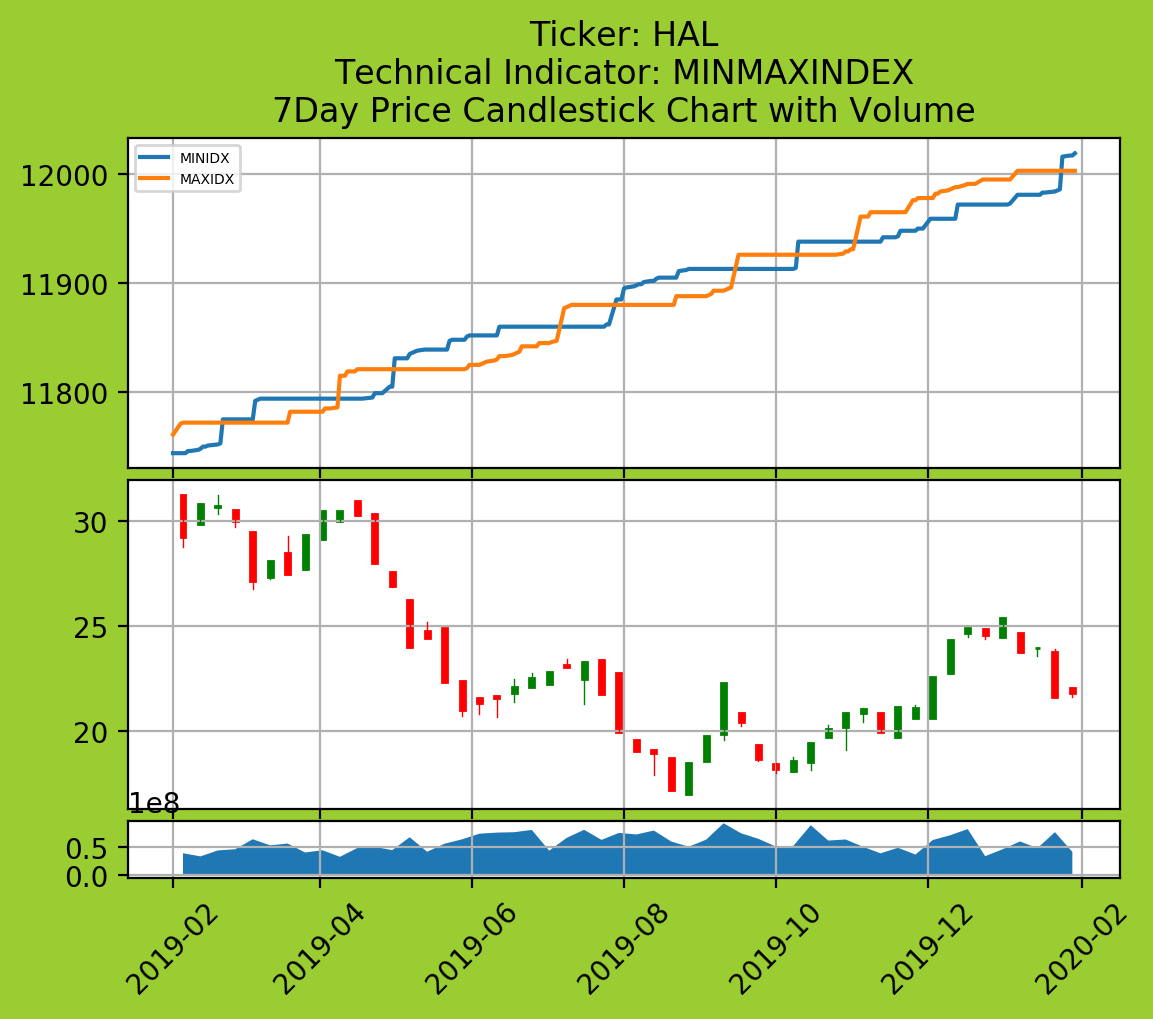 Ticker: HAL
Technical Indicator: MINMAXINDEX
7Day Price Candlestick Chart with Volume
MINIDX
MAXIDX
12000
11900
11800
30
25
20
1e8
0.5
0.0
2019-02
2019-04
2019-06
2019-08
2019-10
2019-12
2020-02